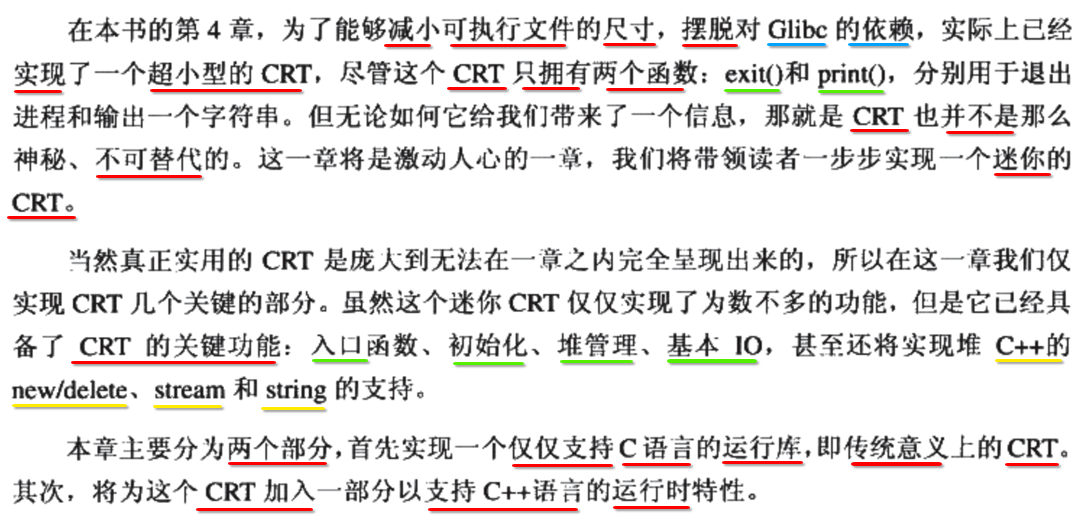 在本书的第 4 章，为了能够减小可执行文件的尺寸，摆脱对 Glibc 的依赖，实际上已经
实现了一个超小型的 CRT，尽管这个 CRT 只拥有两个函数：exit()和 print()，分别用于退出
进程和输出一个字符串。但无论如何它给我们带来了一个信息，那就是 CRT 也并不是那么
神秘、不可替代的。这一章将是激动人心的一章，我们将带领读者一步步实现一个迷你的
CRT。
当然真正实用的 CRT 是庞大到无法在一章之内完全呈现出来的，所以在这一章我们仅
实现 CRT 几个关键的部分。虽然这个迷你 CRT 仅仅实现了为数不多的功能，但是它已经具
备了 CRT 的关键功能：入口函数、初始化、堆管理、基本 IO，甚至还将实现堆 C++的
new/delete、stream 和 string 的支持。
本章主要分为两个部分，首先实现一个仅仅支持 C 语言的运行库，即传统意义上的 CRT。
其次，将为这个 CRT 加入一部分以支持 C++语言的运行时特性。